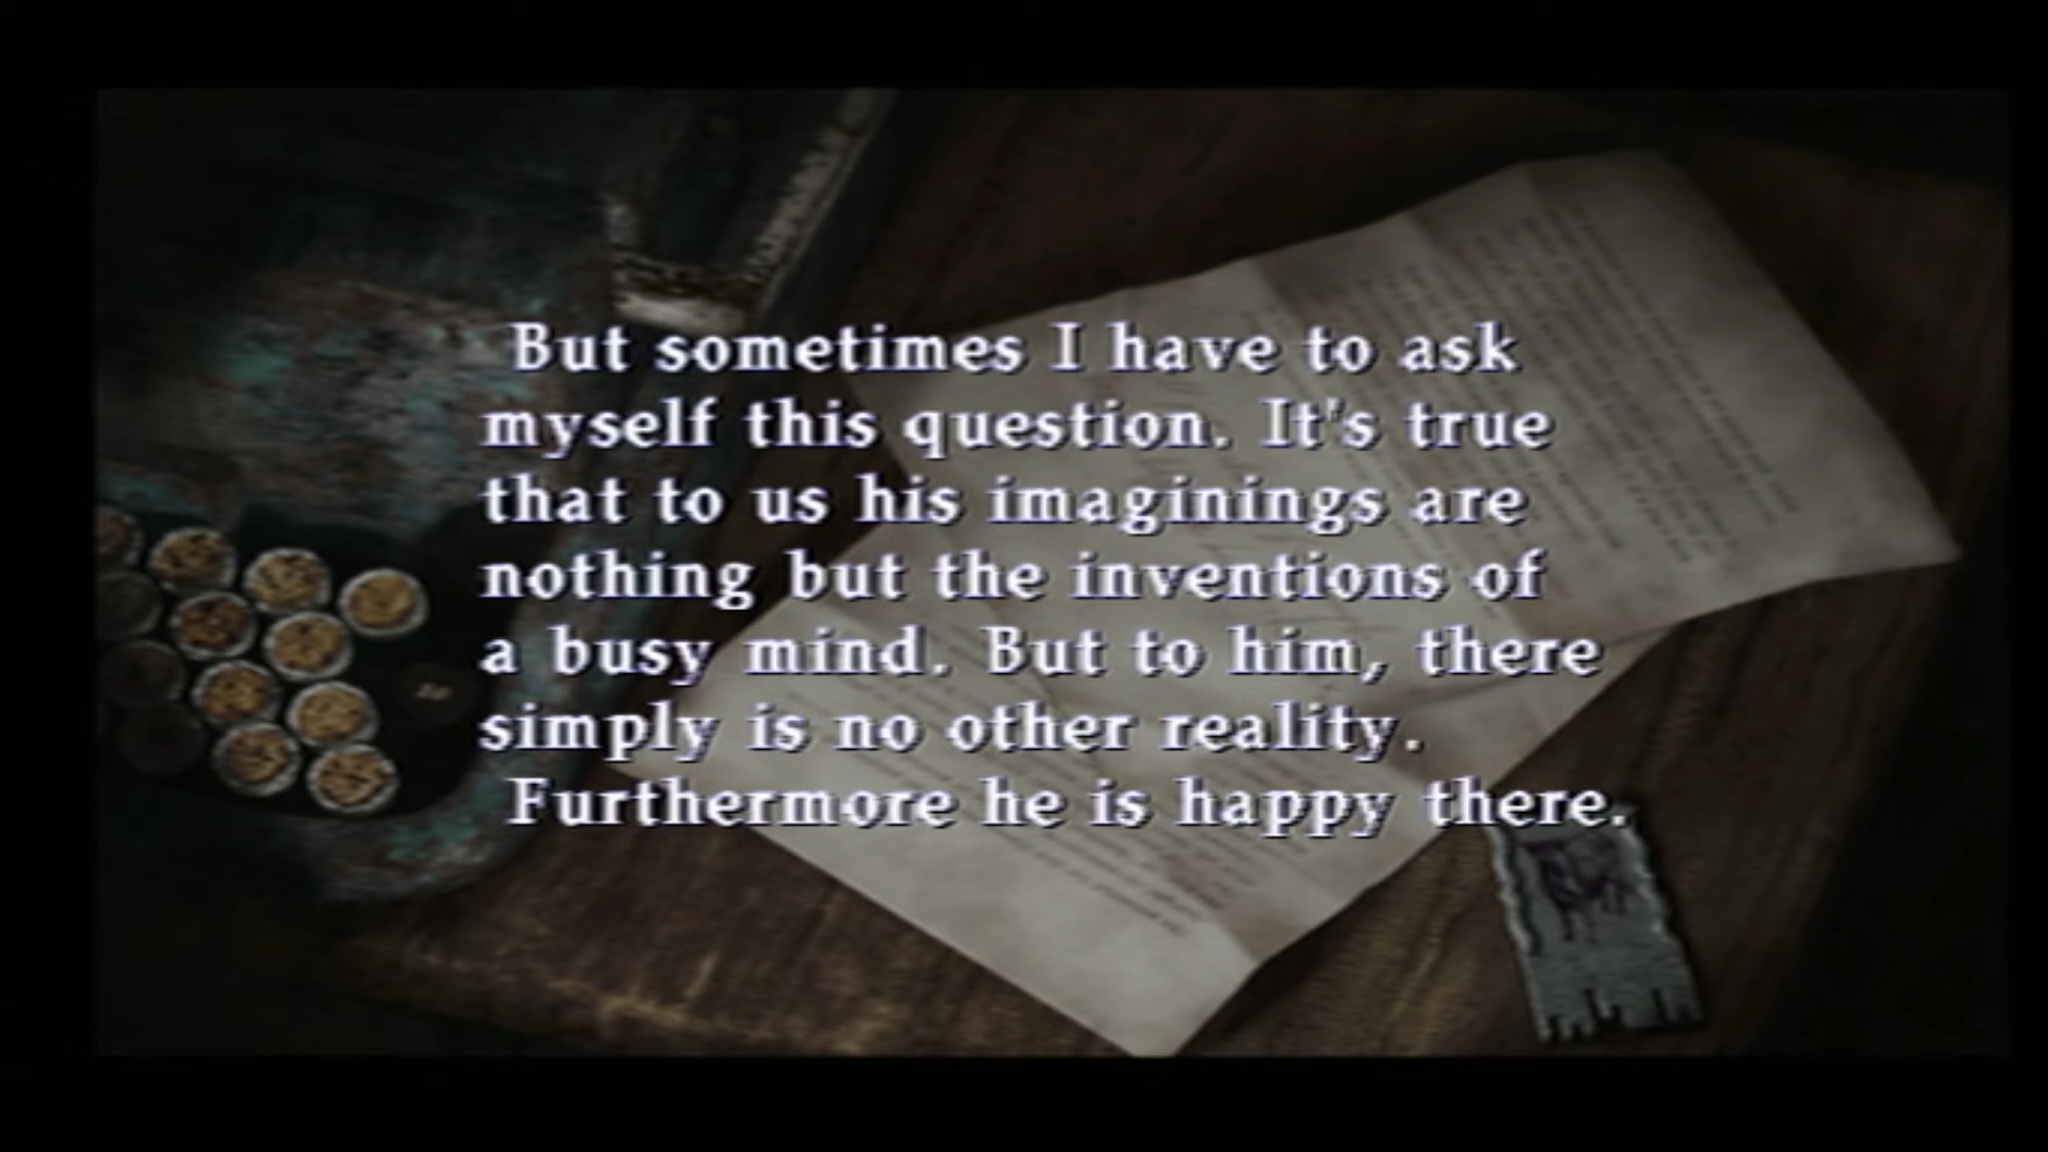 But sometimes I have to ask
myself this question. It's true
that to us his imaginings are
nothing but the inventions of
a busy mind. But to him, there
simply is no other reality.
Furthermore he is happy there.